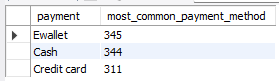 payment most_common_payment_method
Ewallet 345
Cash 344
Credit card 311